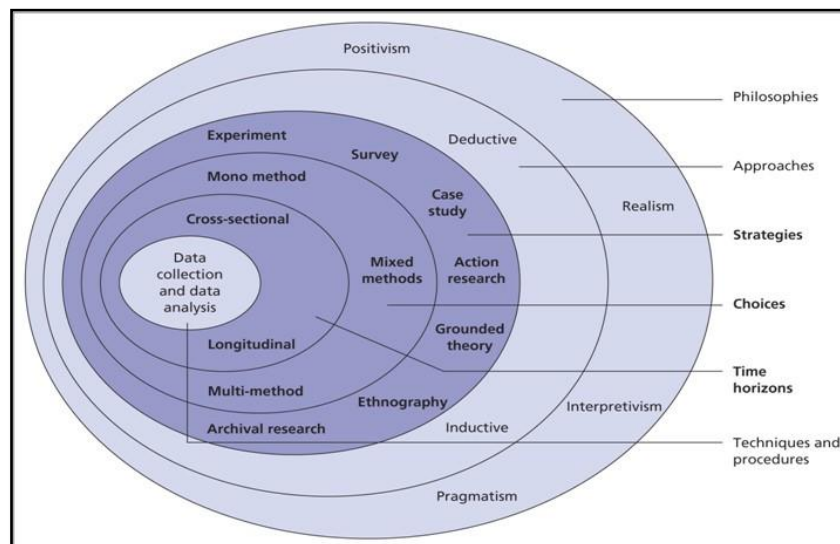 Positivism
Philosophies
Deductive
Approaches
Experiment
Survey
Mono method
Case
study
Realism
Cross-sectional
Strategies
Data
collection
and data
analysis
Mixed
methods
Action
research
Choices
Longitudinal
Grounded
theory
Time
horizons
Multi-method
Ethnography
Interpretivism
Archival research
Inductive
Techniques and
procedures
Pragmatism